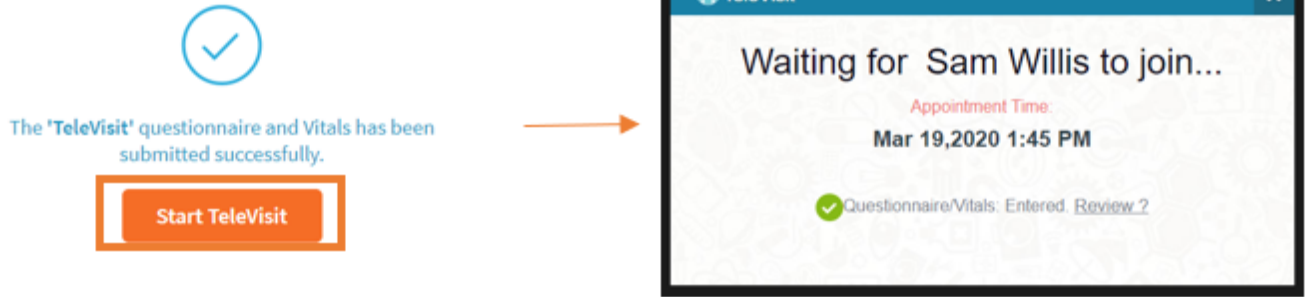 The 'TeleVisit' questionnaire and Vitals has been
submitted successfully.
Start TeleVisit
Waiting for Sam Willis to join...
Appointment Time:
Mar 19,2020 1:45 PM
Questionnaire/Vitals: Entered. Review ?